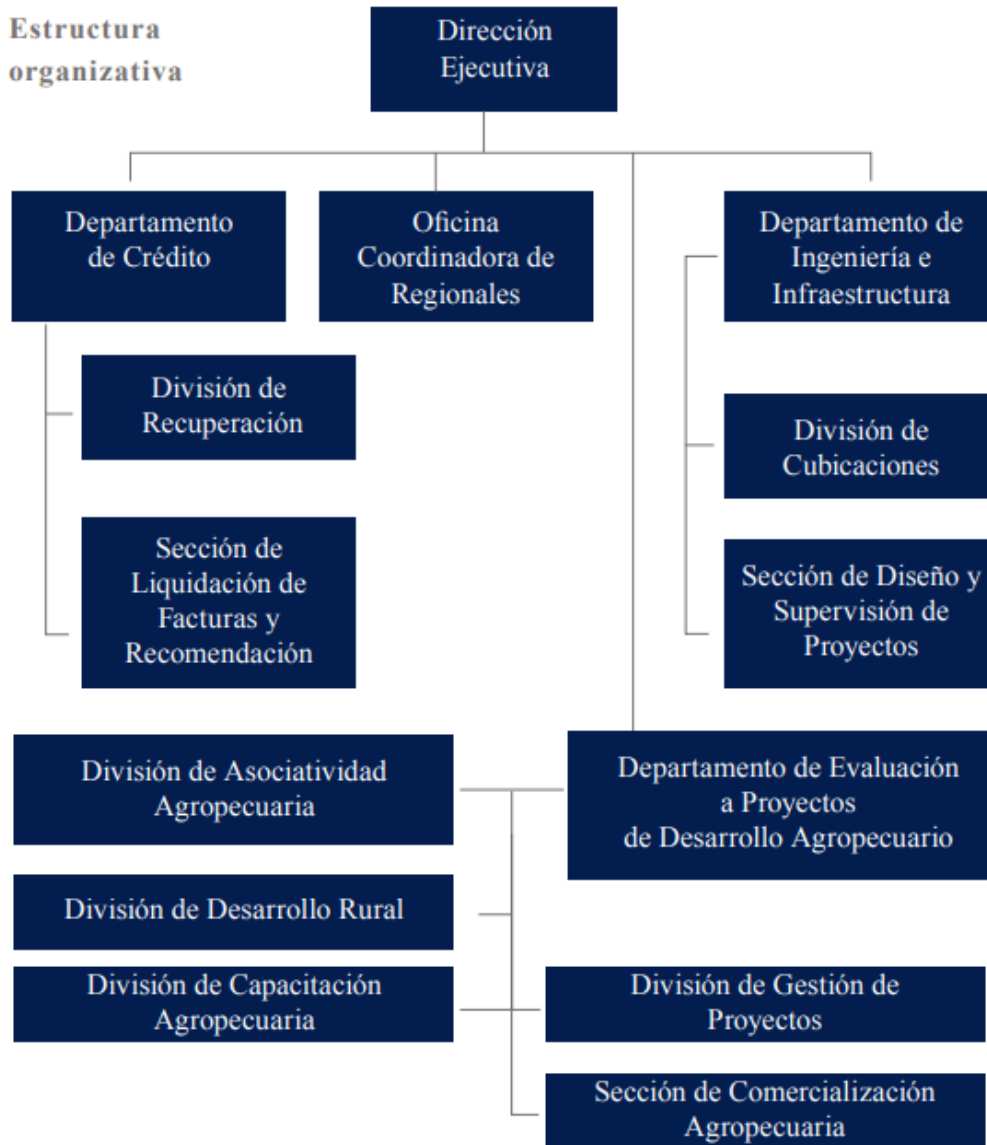 Estructura
organizativa
Dirección
Ejecutiva
Departamento
de Crédito
Oficina
Coordinadora de
Regionales
Departamento de
Ingeniería e
Infraestructura
División de
Recuperación
División de
Cubicaciones
Sección de
Liquidación de
Facturas y
Recomendación
Sección de Diseño y
Supervisión de
Proyectos
División de Asociatividad
Agropecuaria
Departamento de Evaluación
a Proyectos
de Desarrollo Agropecuario
División de Desarrollo Rural
División de Capacitación
Agropecuaria
División de Gestión de
Proyectos
Sección de Comercialización
Agropecuaria